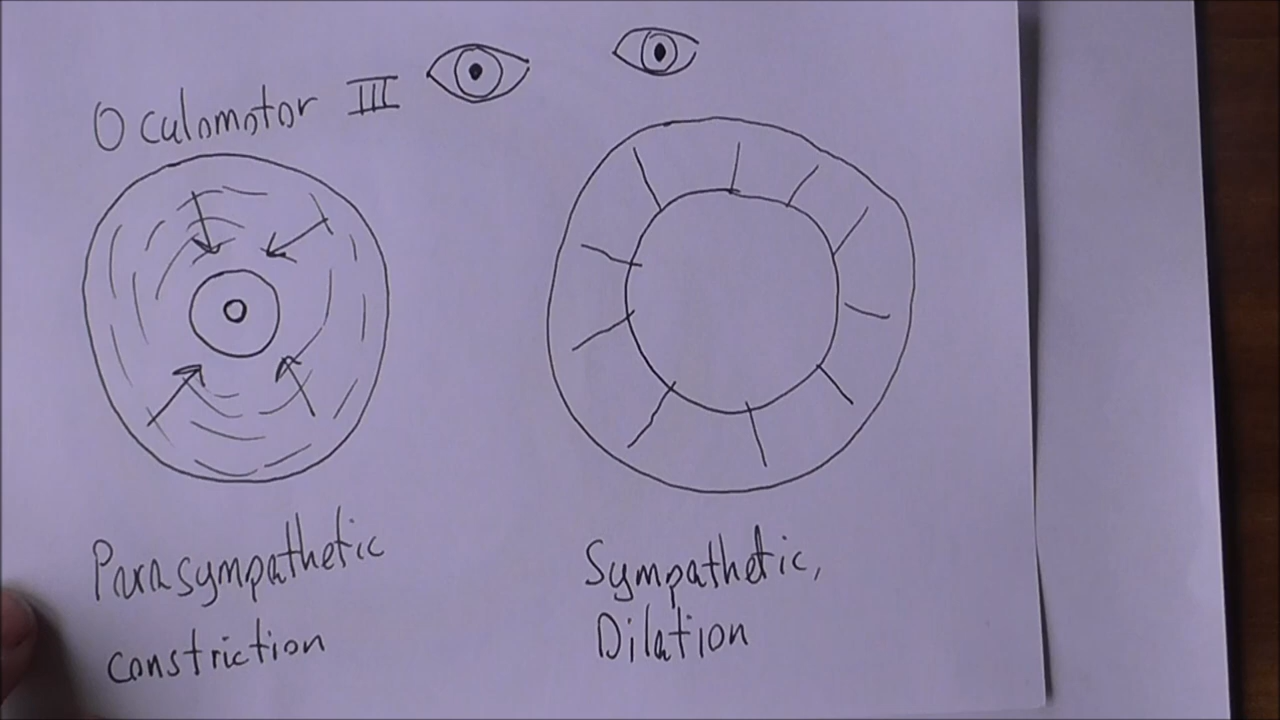 Oculomotor III
Parasympathetic
constriction
Sympathetic,
Dilation